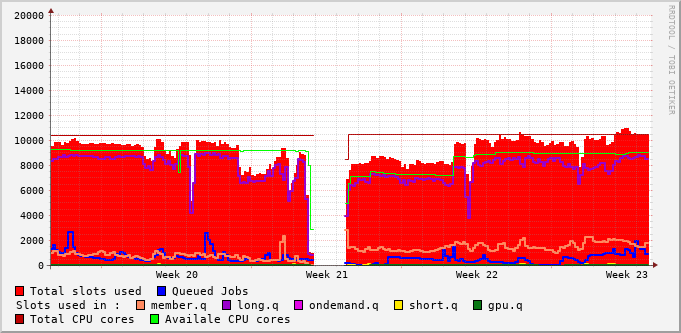 20000
18000
16000
14000
12000
10000
8000
6000
4000
2000
0
Week 20 Week 21 Week 22 Week 23
RRDTOOL / TOBI OETIKER
Total slots used Queued Jobs
Slots used in : member.q long.q ondemand.q short.q gpu.q
Total CPU cores Availale CPU cores